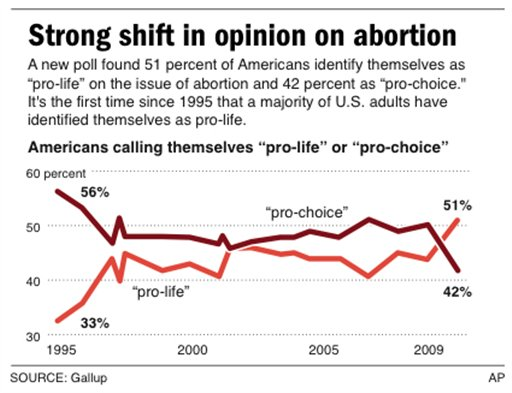 Strong shift in opinion on abortion
A new poll found 51 percent of Americans identify themselves as
“pro-life” on the issue of abortion and 42 percent as “pro-choice.”
It's the first time since 1995 that a majority of U.S. adults have
identified themselves as pro-life.
Americans calling themselves “pro-life” or “pro-choice”
60 percent
56%
“pro-choice”
51%
50
40
“pro-life”
42%
33%
30
1995 2000 2005 2009
SOURCE: Gallup AP